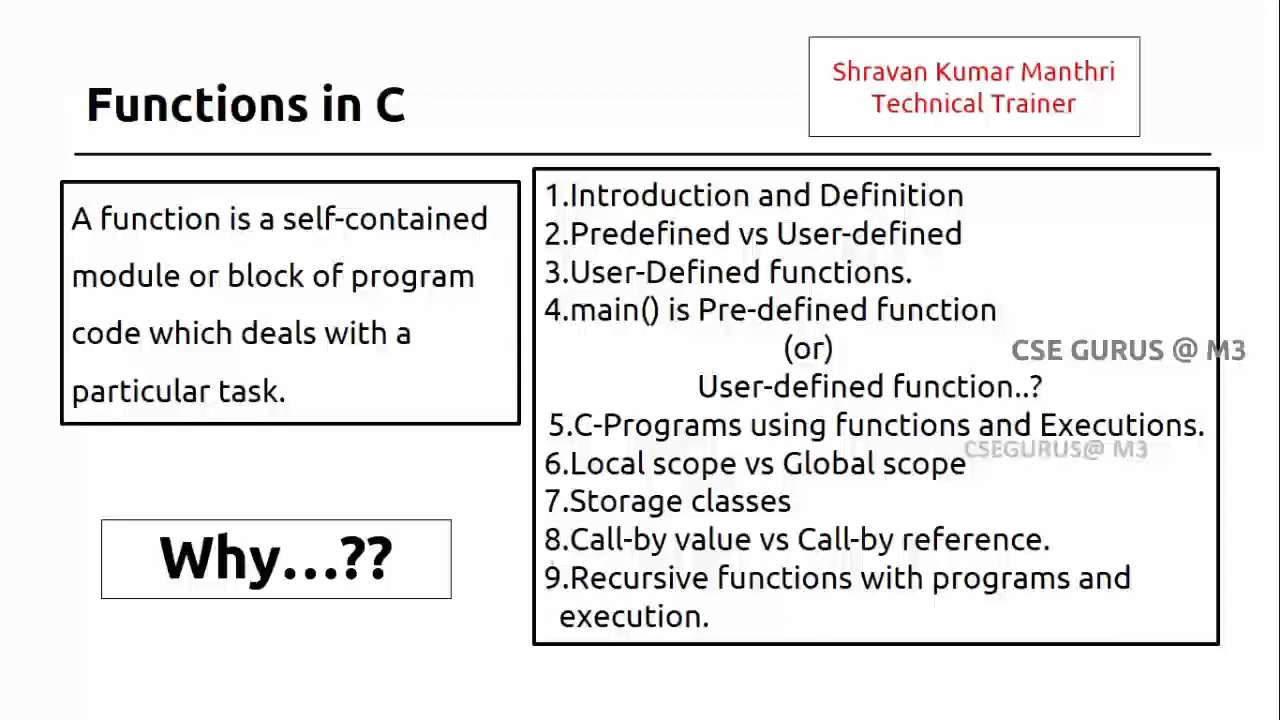 Shravan Kumar Manthri
Technical Trainer
Functions in C
A function is a self-contained
module or block of program
code which deals with a
particular task.
Why...??
1.Introduction and Definition
2.Predefined vs User-defined
3.User-Defined functions.
4.main() is Pre-defined function
(or)
CSE GURUS @ M3
User-defined function..?
5.C-Programs using functions and Executions.
CSEGURUS@ M3
6.Local scope vs Global scope
7.Storage classes
8.Call-by value vs Call-by reference.
9.Recursive functions with programs and
execution.